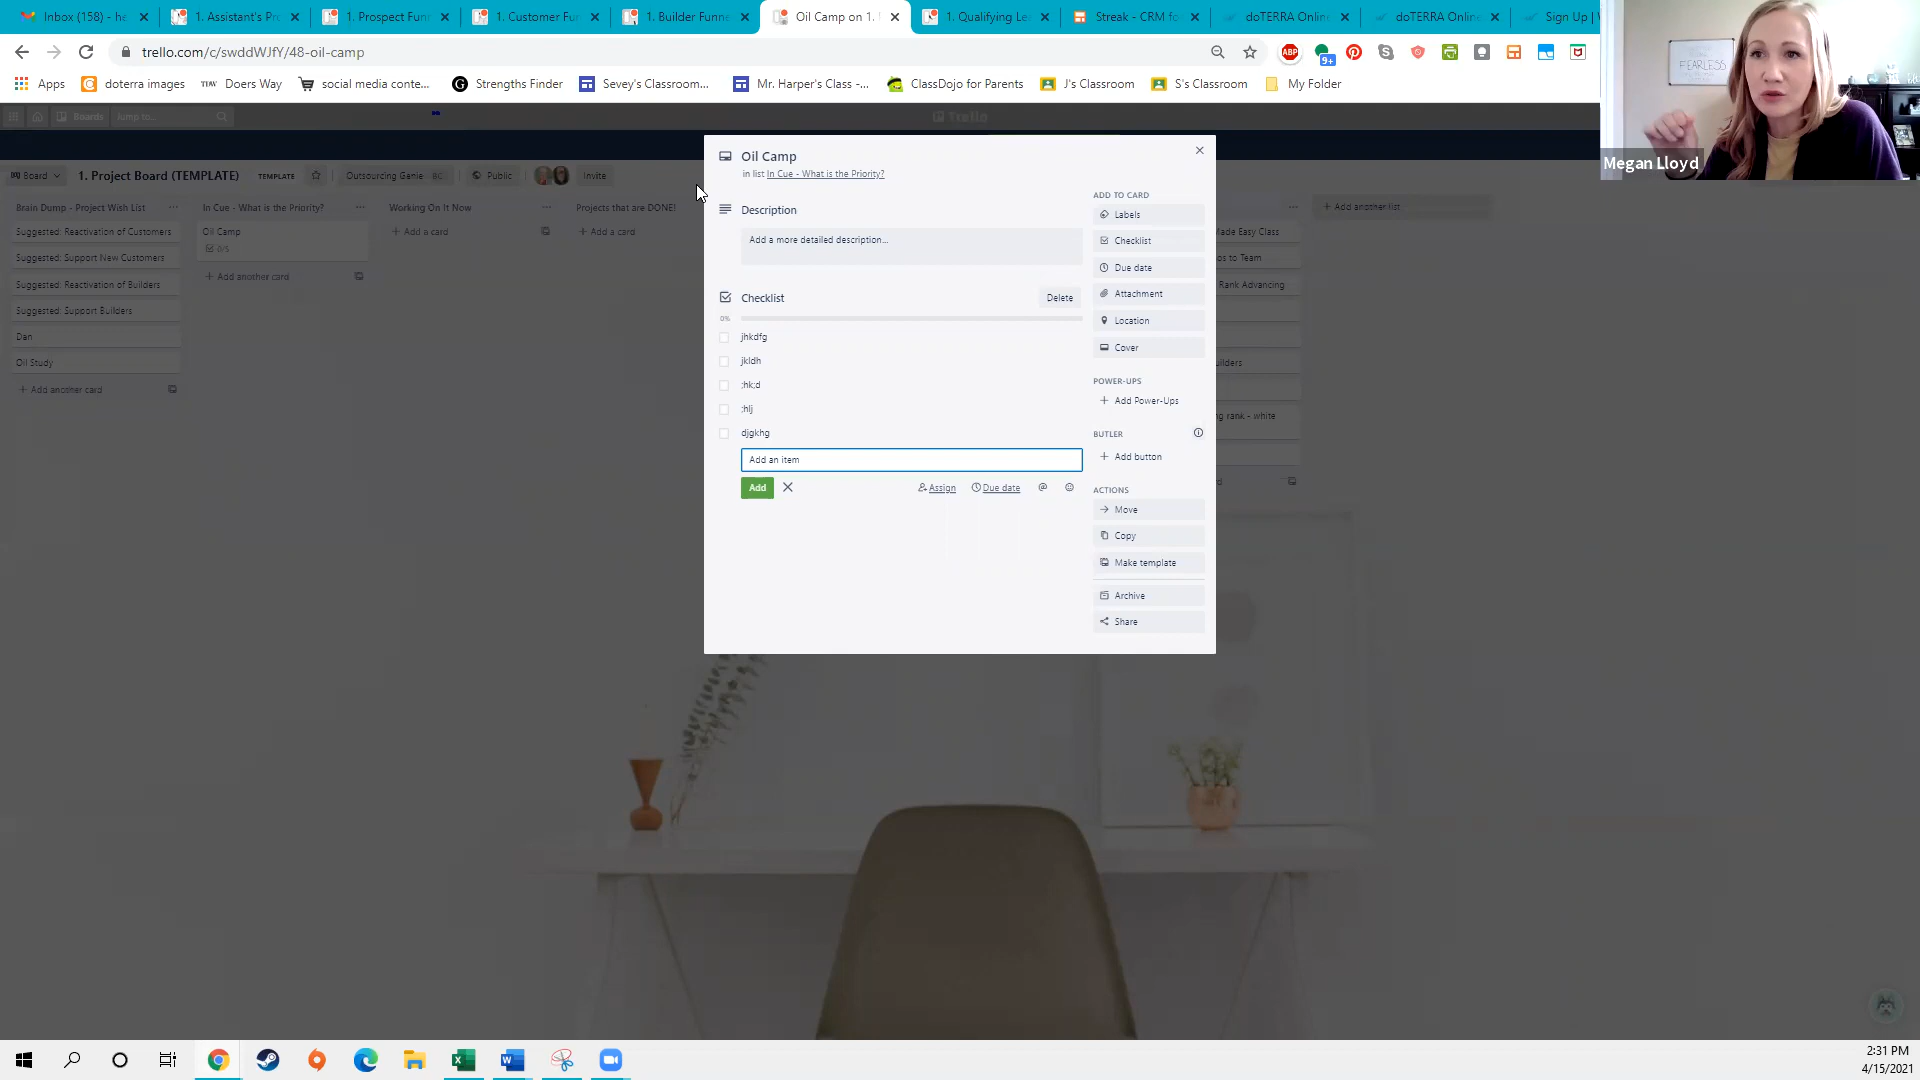 Inbox (158) - he
1. Assistant's Pr
1. Prospect Funn
1. Customer Fu
1. Builder Funne
Oil Camp on 1.
1. Qualifying Le
Streak - CRM fo
doTERRA Online
doTERRA Online
Sign Up |
trello.com/c/swddWJfY/48-oil-camp
ABP
9+
Apps
doterra images
Doers Way
social media conte...
Strengths Finder
Sevey's Classroom...
Mr. Harper's Class -...
ClassDojo for Parents
J's Classroom
S's Classroom
My Folder
FEARLESS
Megan Lloyd
Boards
Jump to...
Trello
Board
1. Project Board (TEMPLATE)
TEMPLATE
Outsourcing Genie
BC
Public
Invite
Brain Dump - Project Wish List
Suggested: Reactivation of Customers
Suggested: Support New Customers
Suggested: Reactivation of Builders
Suggested: Support Builders
Dan
Oil Study
+ Add another card
In Cue - What is the Priority?
Oil Camp
0/5
+ Add another card
Working On It Now
+ Add a card
Projects that are DONE!
+ Add a card
Oil Camp
in list In Cue - What is the Priority?
Description
Add a more detailed description...
Checklist
Delete
0%
jhkdfg
jkldh
;hk;d
;hlj
djgkhg
Add an item
Add
Assign
Due date
@
ADD TO CARD
Labels
Checklist
Due date
Attachment
Location
Cover
POWER-UPS
+ Add Power-Ups
BUTLER
+ Add button
ACTIONS
Move
Copy
Make template
Archive
Share
Made Easy Class
os to Team
Rank Advancing
uilders
ng rank - white
rd
+ Add another list
2:31 PM
4/15/2021